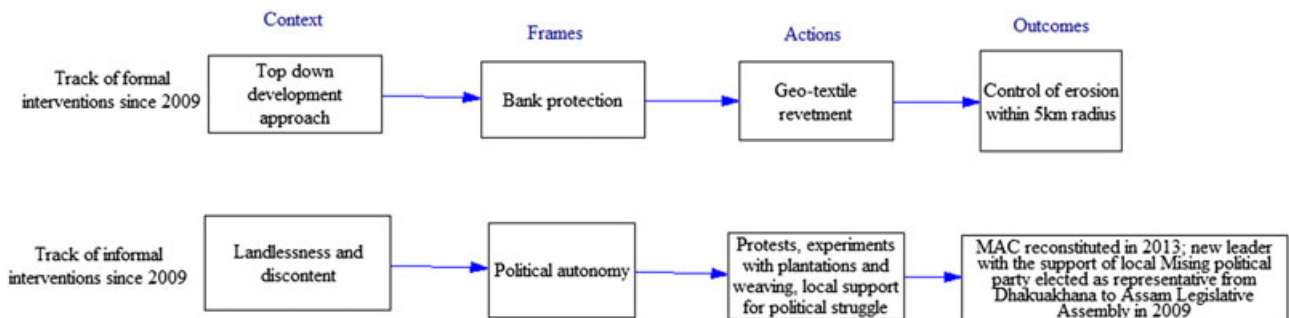 Context
Frames
Actions
Outcomes
Track of formal
interventions since 2009
Top down
development
approach
Bank protection
Geo-textile
revetment
Control of erosion
within 5km radius
Track of informal
interventions since 2009
Landlessness and
discontent
Political autonomy
Protests, experiments
with plantations and
weaving, local support
for political struggle
MAC reconstituted in 2013; new leader
with the support of local Mising political
party elected as representative from
Dhakuakhana to Assam Legislative
Assembly in 2009